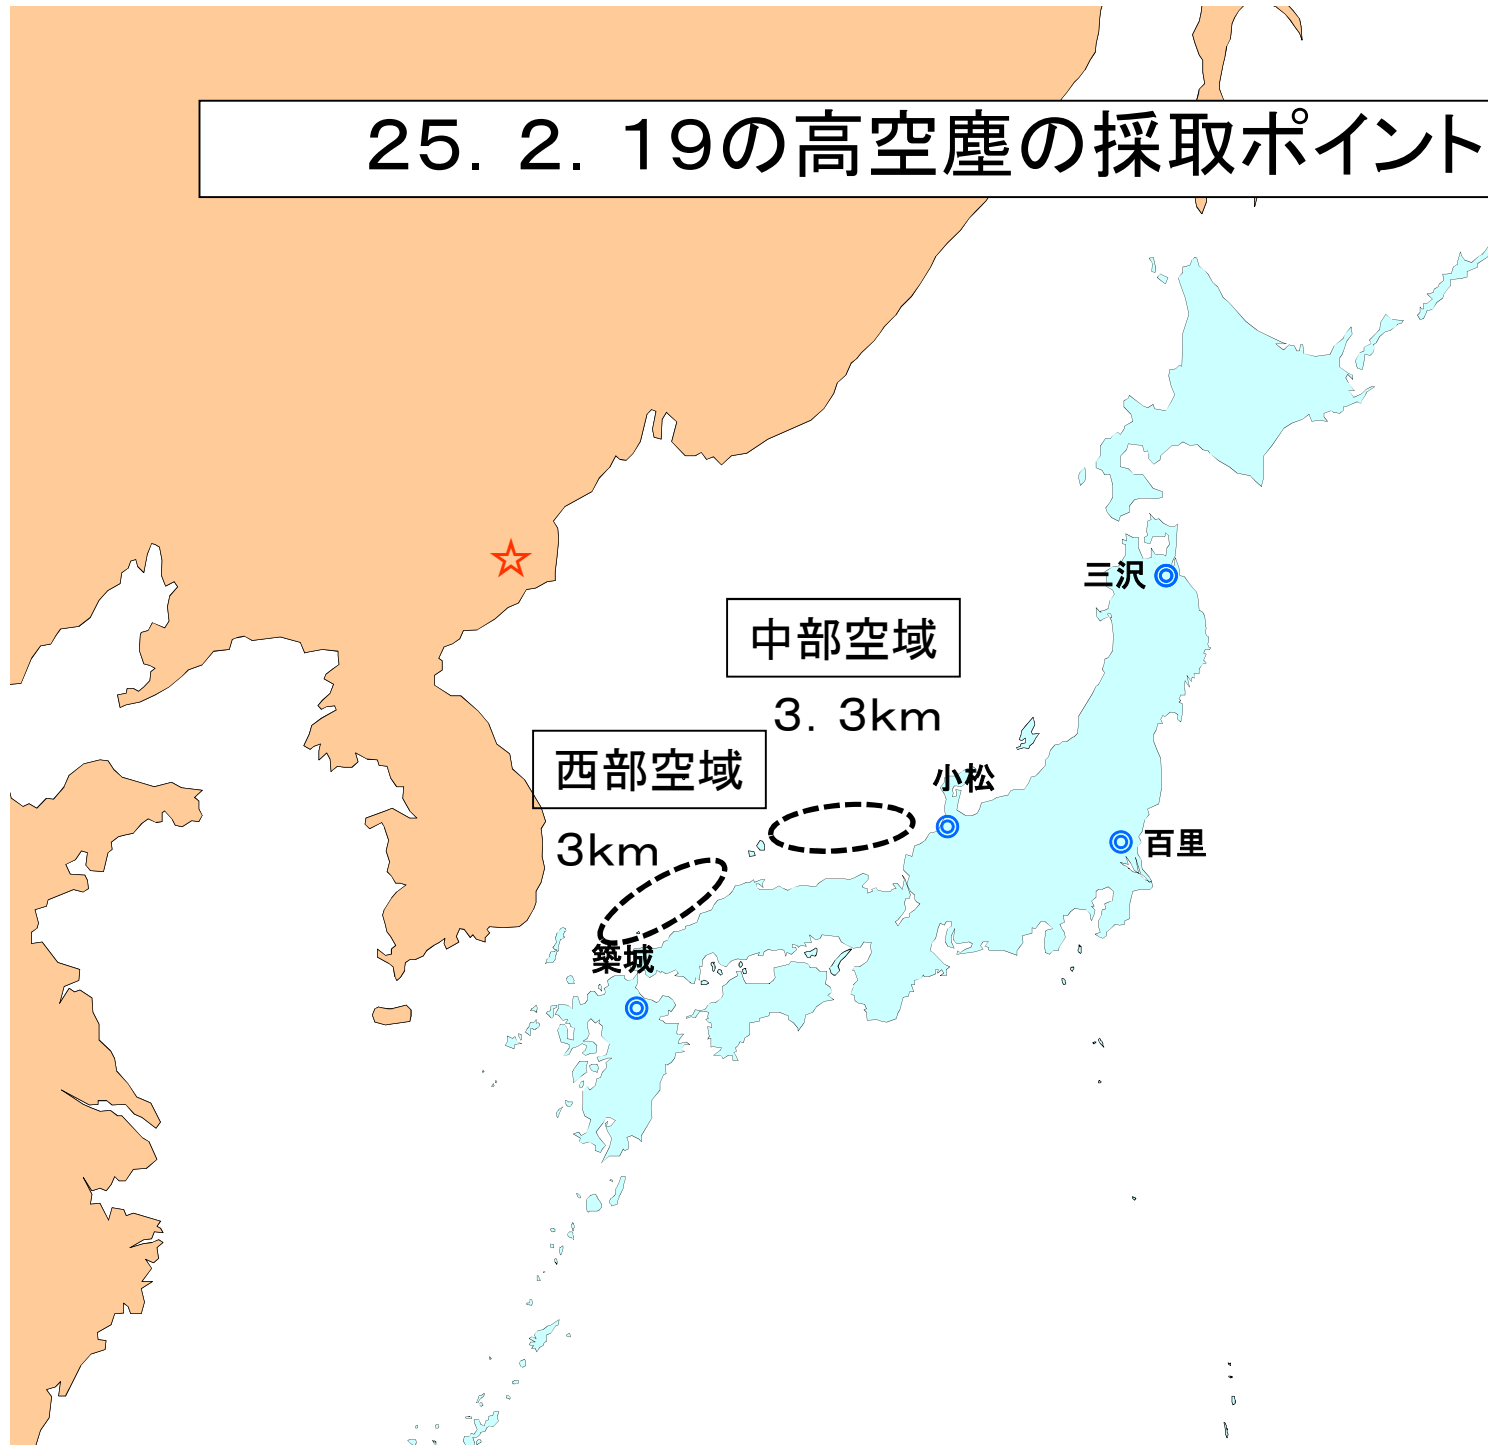 25.2.19の高空塵の採取ポイント
三沢
中部空域
3.3km
西部空域
小松
3km
百里
築城